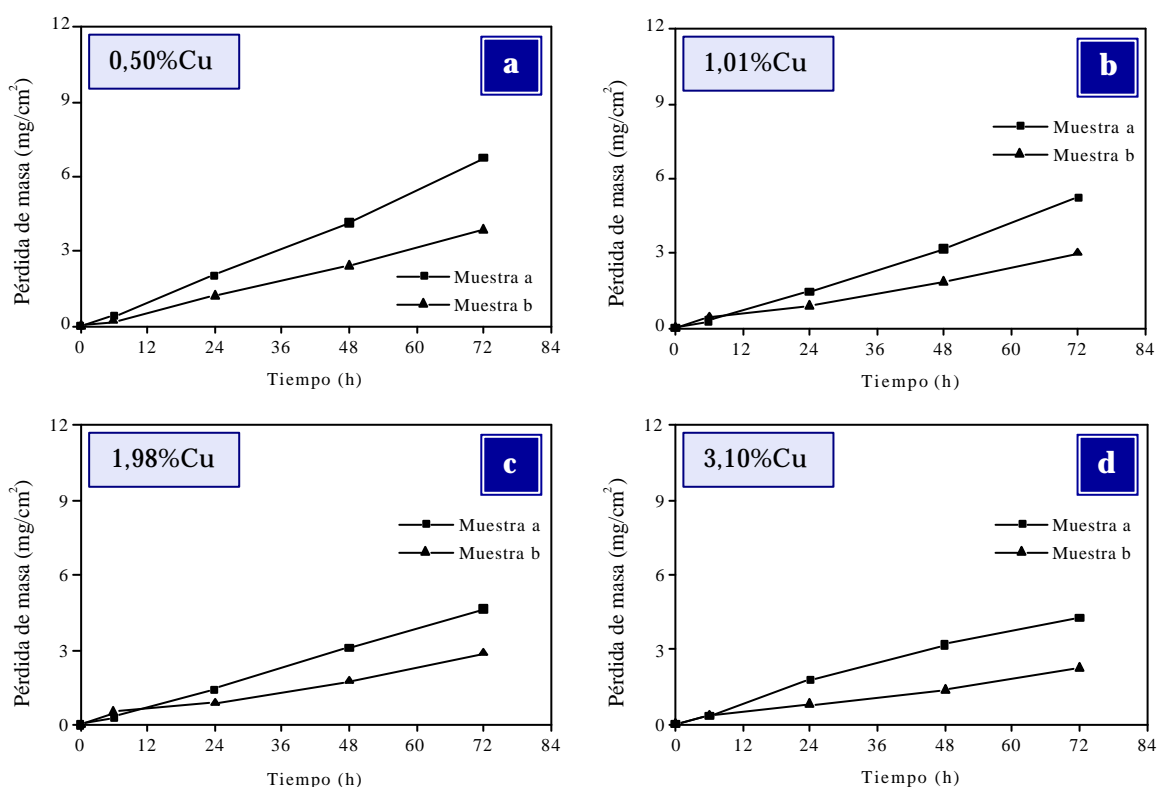 0,50%Cu
a
Pérdida de masa (mg/cm²)
12
9
6
3
0
Muestra a
Muestra b
0 12 24 36 48 60 72 84
Tiempo (h)
1,01%Cu
b
Pérdida de masa (mg/cm²)
12
9
6
3
0
Muestra a
Muestra b
0 12 24 36 48 60 72 84
Tiempo (h)
1,98%Cu
c
Pérdida de masa (mg/cm²)
12
9
6
3
0
Muestra a
Muestra b
0 12 24 36 48 60 72 84
Tiempo (h)
3,10%Cu
d
Pérdida de masa (mg/cm²)
12
9
6
3
0
Muestra a
Muestra b
0 12 24 36 48 60 72 84
Tiempo (h)